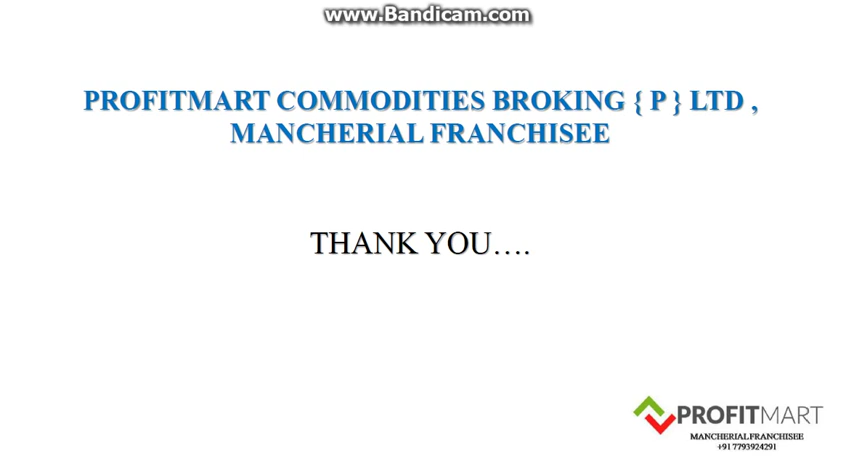 www.Bandicam.com
PROFITMART COMMODITIES BROKING { P } LTD ,
MANCHERIAL FRANCHISEE
THANK YOU….
PROFITMART
MANCHERIAL FRANCHISEE
+91 7793924291